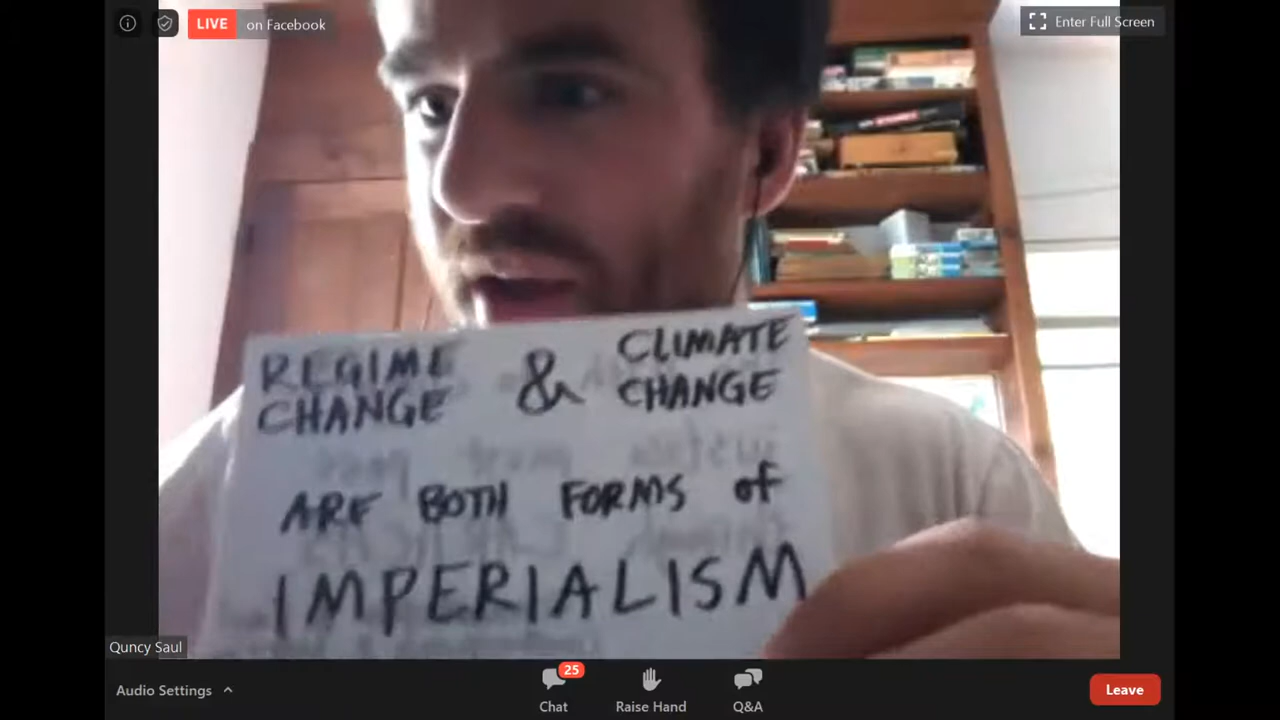 LIVE on Facebook
Enter Full Screen
REGIME CHANGE & CLIMATE CHANGE
ARE BOTH FORMS of
IMPERIALISM
Quncy Saul
Audio Settings
25
Chat
Raise Hand
Q&A
Leave